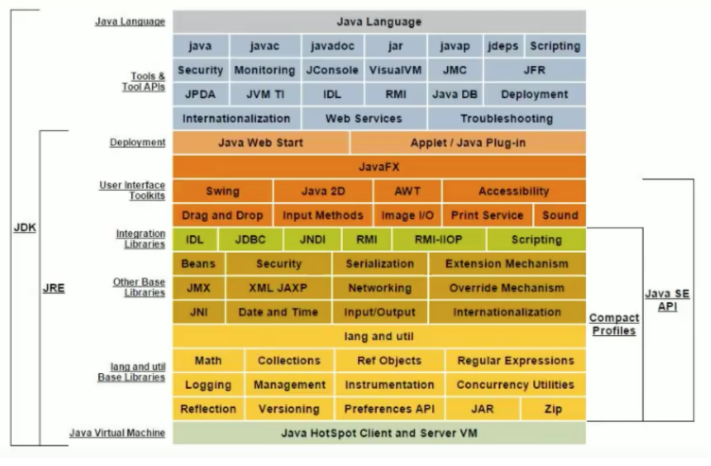 Java Language Java Language
java javac javadoc jar javap jdeps Scripting
Security Monitoring JConsole VisualVM JMC JFR
Tools &
Tool APIs
JPDA JVM TI IDL RMI Java DB Deployment
Internationalization Web Services Troubleshooting
Deployment Java Web Start Applet / Java Plug-in
JavaFX
User Interface
Toolkits
Swing Java 2D AWT Accessibility
Drag and Drop Input Methods Image I/O Print Service Sound
Integration
Libraries
IDL JDBC JNDI RMI RMI-IIOP Scripting
Beans Security Serialization Extension Mechanism
Other Base
Libraries
JMX XML JAXP Networking Override Mechanism
JNI Date and Time Input/Output Internationalization
lang and util
lang and util
Base Libraries
Math Collections Ref Objects Regular Expressions
Logging Management Instrumentation Concurrency Utilities
Reflection Versioning Preferences API JAR Zip
Java Virtual Machine Java HotSpot Client and Server VM
JDK
JRE
Compact
Profiles
Java SE
API